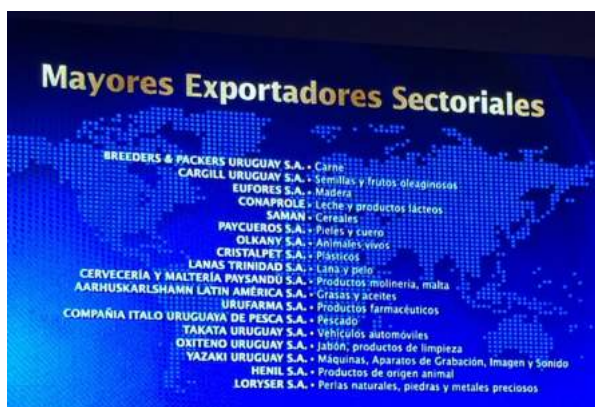 Mayores Exportadores Sectoriales
BREEDERS & PACKERS URUGUAY S.A. • Carne
CARGILL URUGUAY S.A. • Semillas y frutos oleaginosos
EUFORES S.A. • Madera
CONAPROLE • Leche y productos lácteos
SAMAN • Cereales
PAYCUEROS S.A. • Pieles y cuero
OLKANY S.A. • Animales vivos
CRISTALPET S.A. • Plásticos
LANAS TRINIDAD S.A. • Lana y pelo
CERVECERÍA Y MALTERÍA PAYSANDÚ S.A. • Productos molinería, malta
AARHUSKARLSHAMN LATIN AMÉRICA S.A. • Grasas y aceites
URUFARMA S.A. • Productos farmacéuticos
COMPAÑIA ITALO URUGUAYA DE PESCA S.A. • Pescado
TAKATA URUGUAY S.A. • Vehículos automóviles
OXITENO URUGUAY S.A. • Jabón, productos de limpieza
YAZAKI URUGUAY S.A. • Máquinas, Aparatos de Grabación, Imagen y Sonido
HENIL S.A. • Productos de origen animal
LORYSER S.A. • Perlas naturales, piedras y metales preciosos